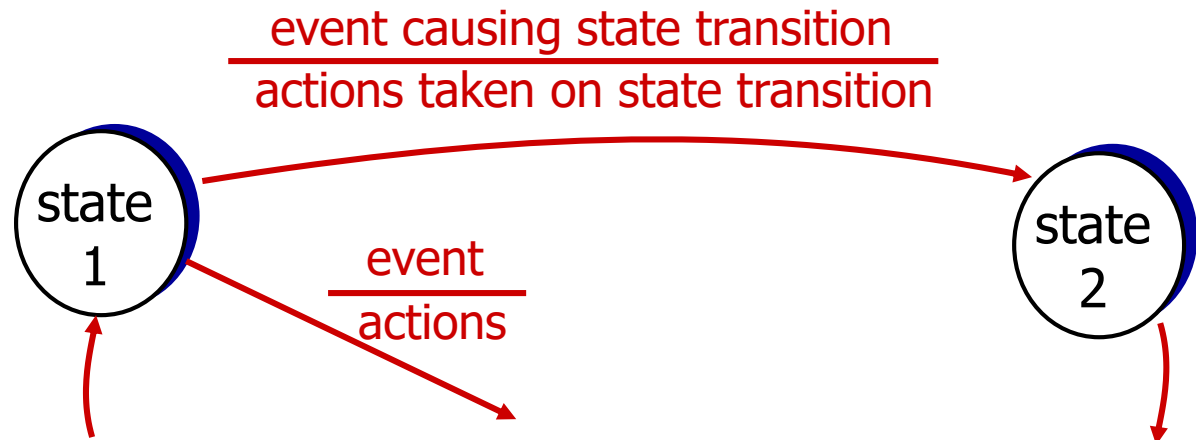 event causing state transition
actions taken on state transition
state
1
event
actions
state
2